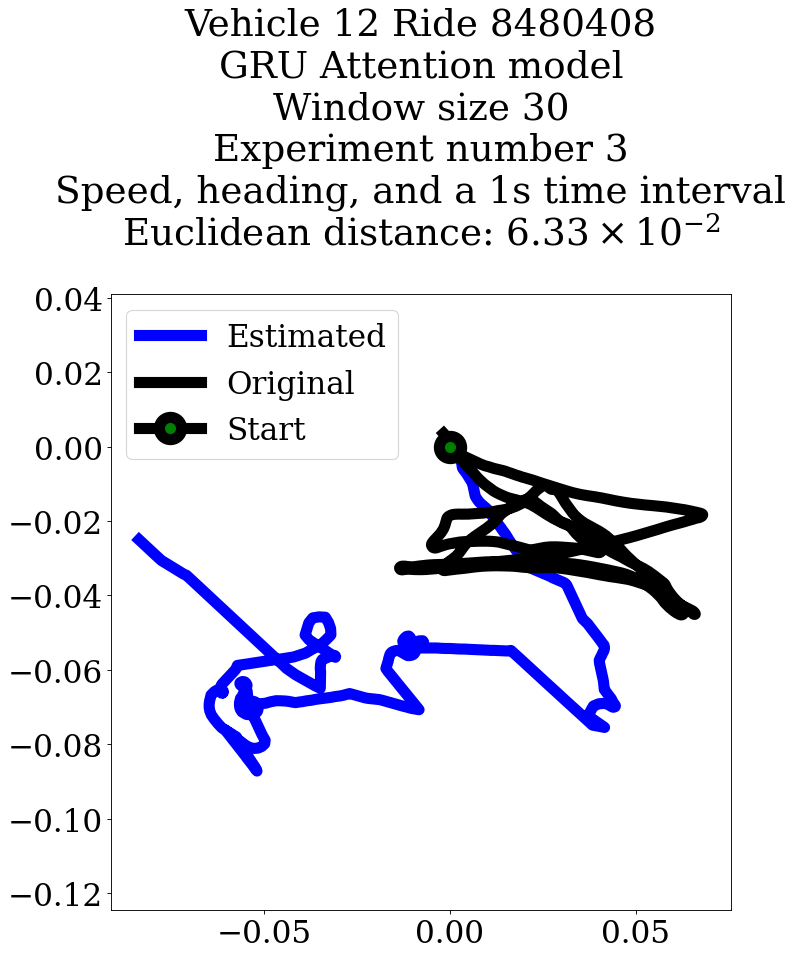 Vehicle 12 Ride 8480408
GRU Attention model
Window size 30
Experiment number 3
Speed, heading, and a 1s time interval
Euclidean distance: 6.33 × 10⁻²
0.04
Estimated
0.02
Original
0.00
Start
−0.02
−0.04
−0.06
−0.08
−0.10
−0.12
−0.05 0.00 0.05